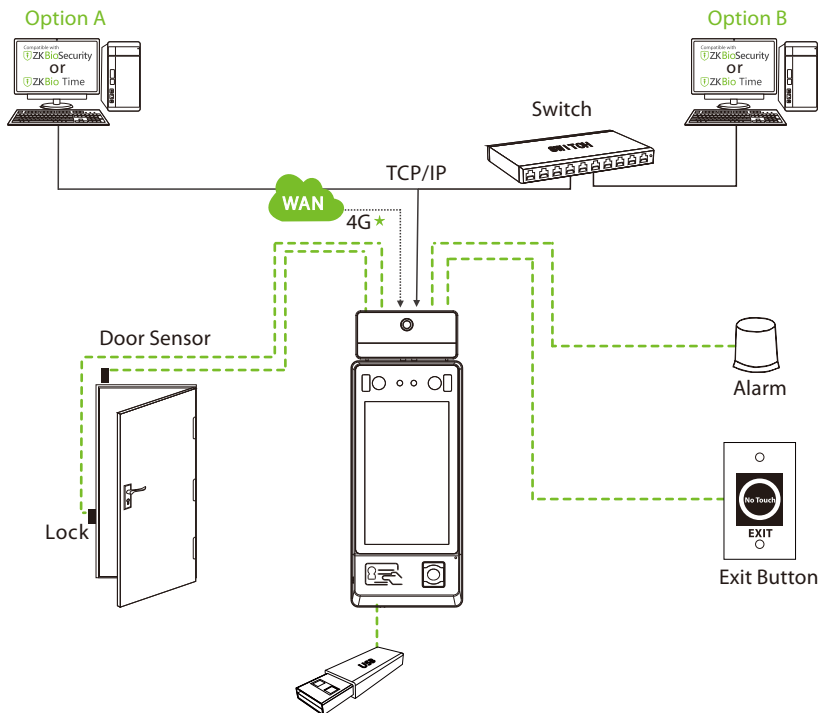 Option A
Option B
Compatible with
ZKBioSecurity
or
ZKBio Time
Compatible with
ZKBioSecurity
or
ZKBio Time
Switch
SWITCH
TCP/IP
WAN
4G★
Door Sensor
Alarm
Lock
No Touch
EXIT
Exit Button
USB